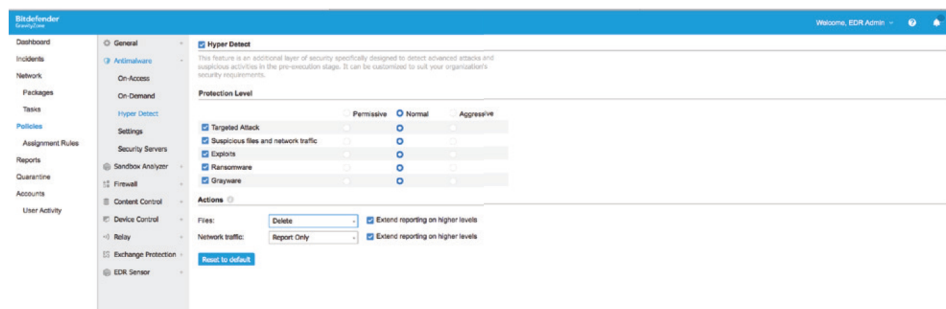 Bitdefender
GravityZone
Welcome, EDR Admin
Dashboard
Incidents
Network
Packages
Tasks
Policies
Assignment Rules
Reports
Quarantine
Accounts
User Activity
General
Antimalware
On-Access
On-Demand
Hyper Detect
Settings
Security Servers
Sandbox Analyzer
Firewall
Content Control
Device Control
Relay
Exchange Protection
EDR Sensor
Hyper Detect
This feature is an additional layer of security specifically designed to detect advanced attacks and
suspicious activities in the pre-execution stage. It can be customized to suit your organization's
security requirements.
Protection Level
Permissive Normal Aggressive
Targeted Attack
Suspicious files and network traffic
Exploits
Ransomware
Grayware
Actions
Files: Delete Extend reporting on higher levels
Network traffic: Report Only Extend reporting on higher levels
Reset to default